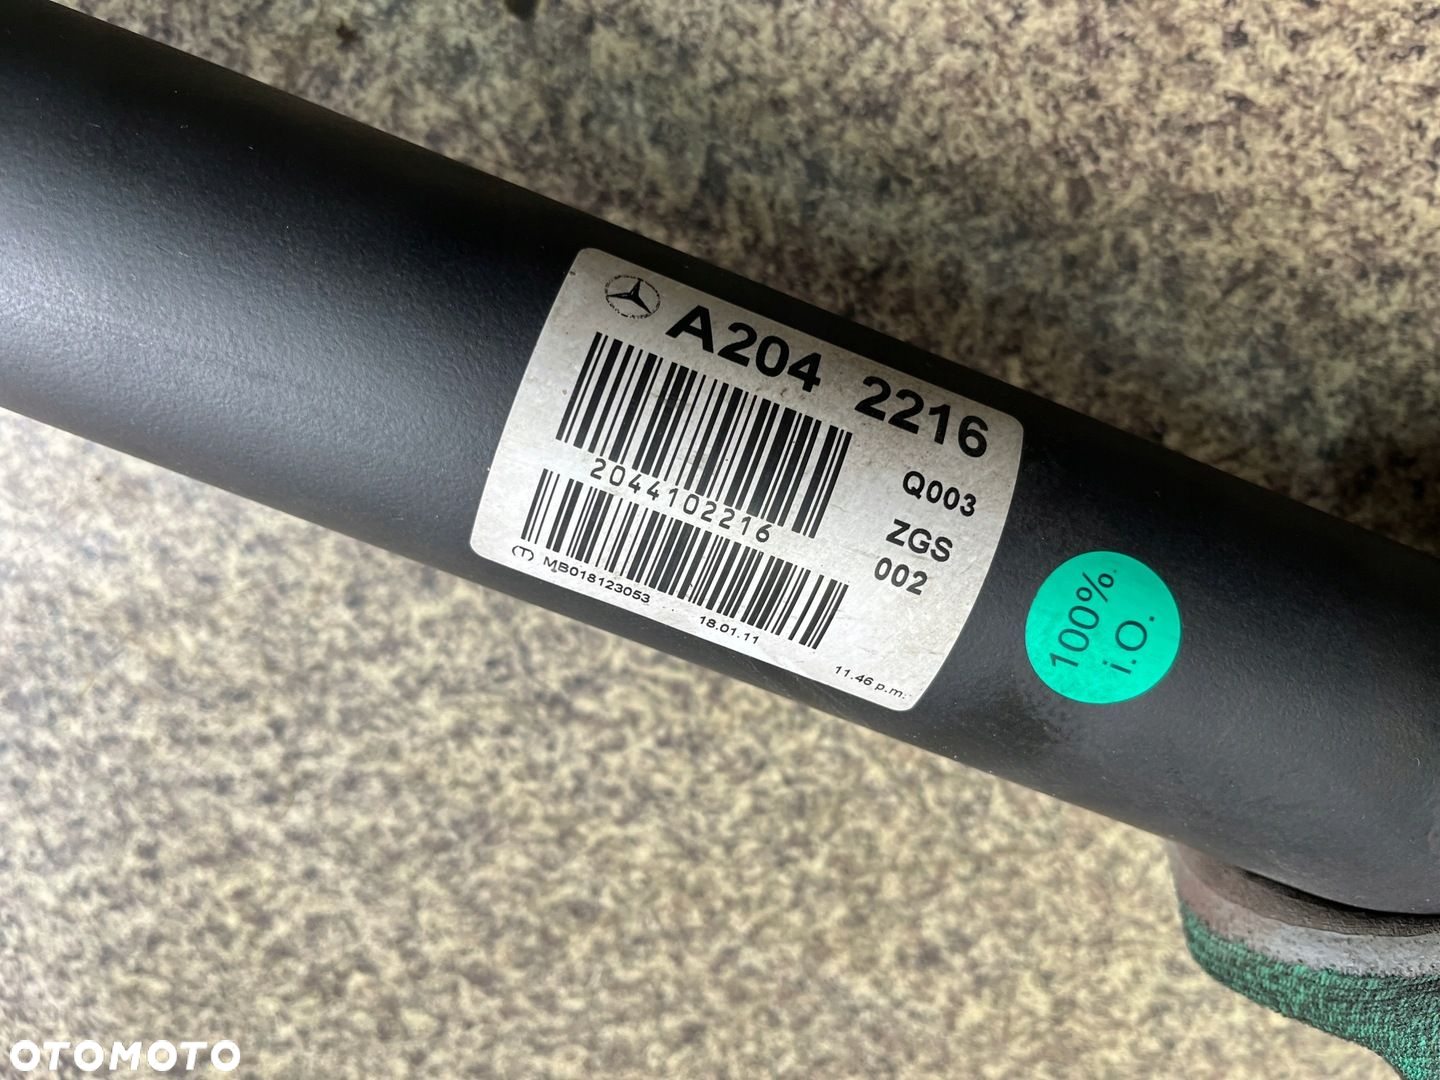 A204 2216
2044102216
Q003
ZGS
002
(T) MB018123053
18.01.11
11.46 p.m.
100%
i.O.
OTOMOTO